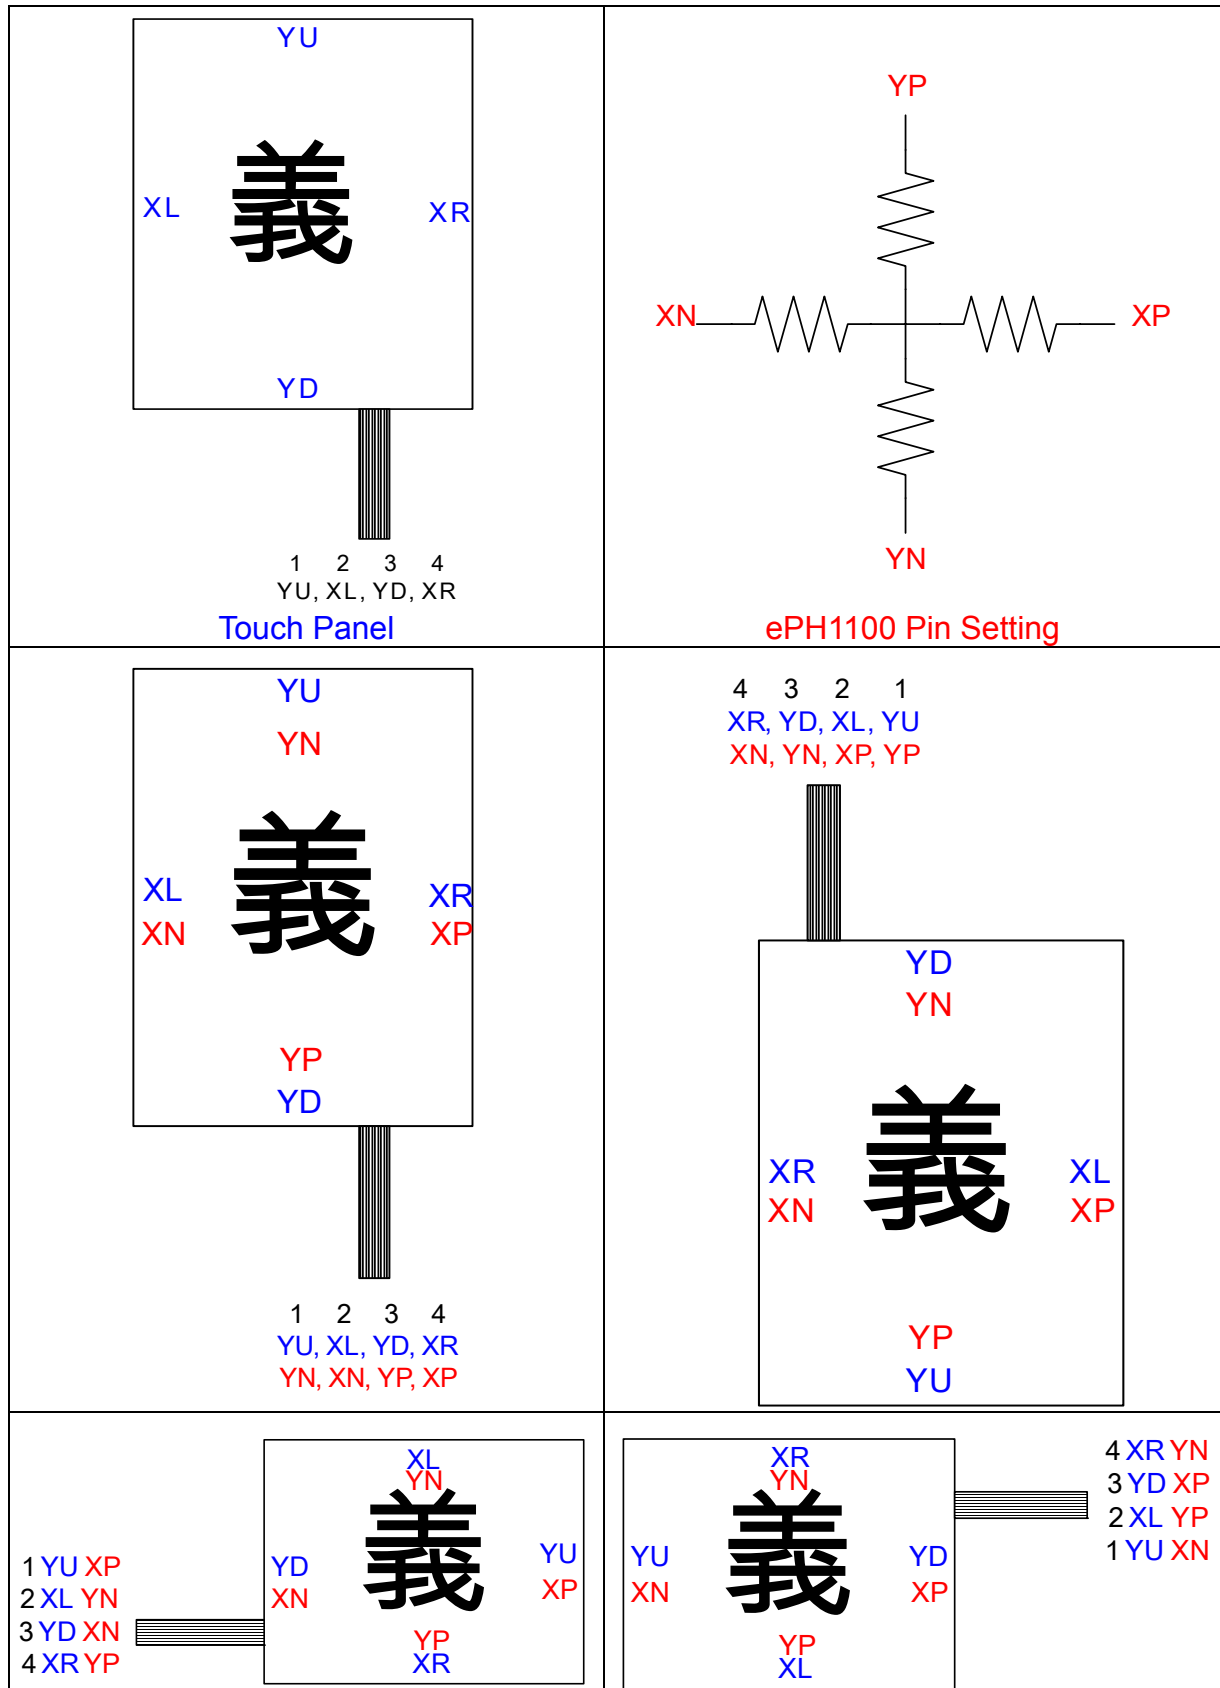 YU
義
XL
XR
YD
1 2 3 4
YU, XL, YD, XR
Touch Panel
YP
XN
XP
YN
ePH1100 Pin Setting
YU
YN
義
XL
XR
XN
XP
YP
YD
1 2 3 4
YU, XL, YD, XR
YN, XN, YP, XP
4 3 2 1
XR, YD, XL, YU
XN, YN, XP, YP
YD
YN
義
XR
XL
XN
XP
YP
YU
XL
YN
義
YD
YU
XN
XP
YP
XR
1 YU XP
2 XL YN
3 YD XN
4 XR YP
XR
YN
義
YU
YD
XN
XP
YP
XL
4 XR YN
3 YD XP
2 XL YP
1 YU XN